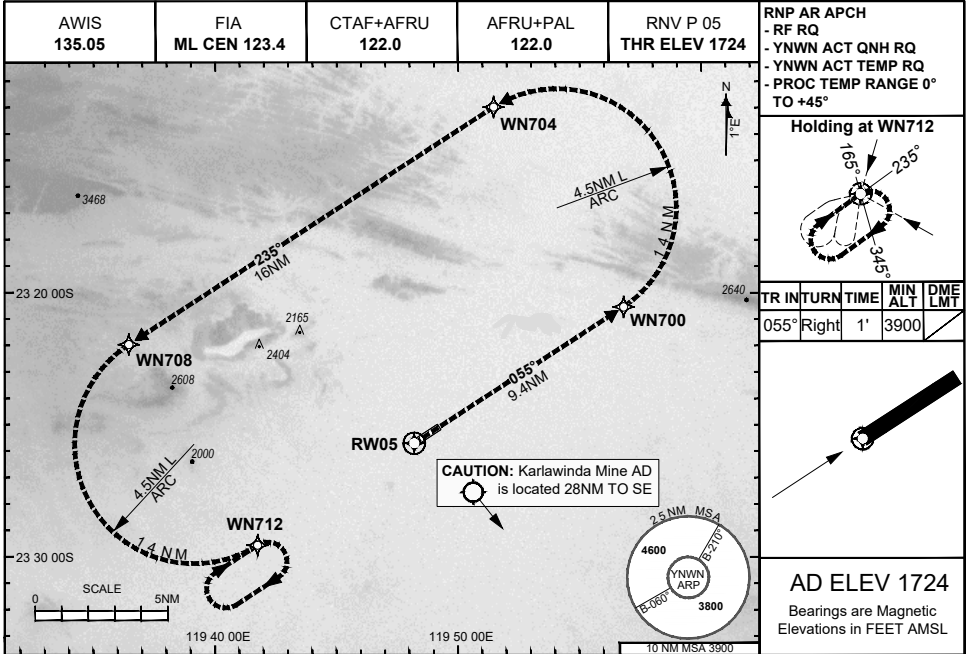 AWIS
135.05
FIA
ML CEN 123.4
CTAF+AFRU
122.0
AFRU+PAL
122.0
RNV P 05
THR ELEV 1724
RNP AR APCH
- RF RQ
- YNWN ACT QNH RQ
- YNWN ACT TEMP RQ
- PROC TEMP RANGE 0°
TO +45°
Holding at WN712
165°
235°
345°
TR IN
TURN
TIME
MIN
ALT
DME
LMT
055°
Right
1'
3900
N
1°E
WN704
4.5NM L
ARC
14NM
3468
235°
16NM
23 20 00S
2640
WN700
2165
2404
WN708
2608
055°
9.4NM
RW05
2000
4.5NM L
ARC
CAUTION: Karlawinda Mine AD
is located 28NM TO SE
WN712
14NM
23 30 00S
SCALE
0
5NM
119 40 00E
119 50 00E
25 NM MSA
4600
B-210°
YNWN
ARP
B-060°
3800
10 NM MSA 3900
AD ELEV 1724
Bearings are Magnetic
Elevations in FEET AMSL